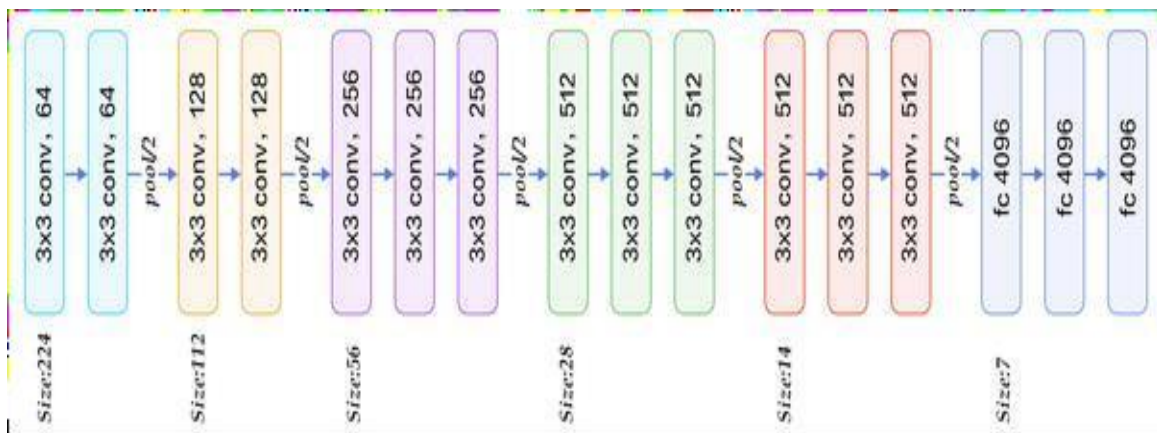 3x3 conv, 64
3x3 conv, 64
pool/2
3x3 conv, 128
3x3 conv, 128
pool/2
3x3 conv, 256
3x3 conv, 256
3x3 conv, 256
pool/2
3x3 conv, 512
3x3 conv, 512
3x3 conv, 512
pool/2
3x3 conv, 512
3x3 conv, 512
3x3 conv, 512
pool/2
fc 4096
fc 4096
fc 4096
Size:224
Size:112
Size:56
Size:28
Size:14
Size:7